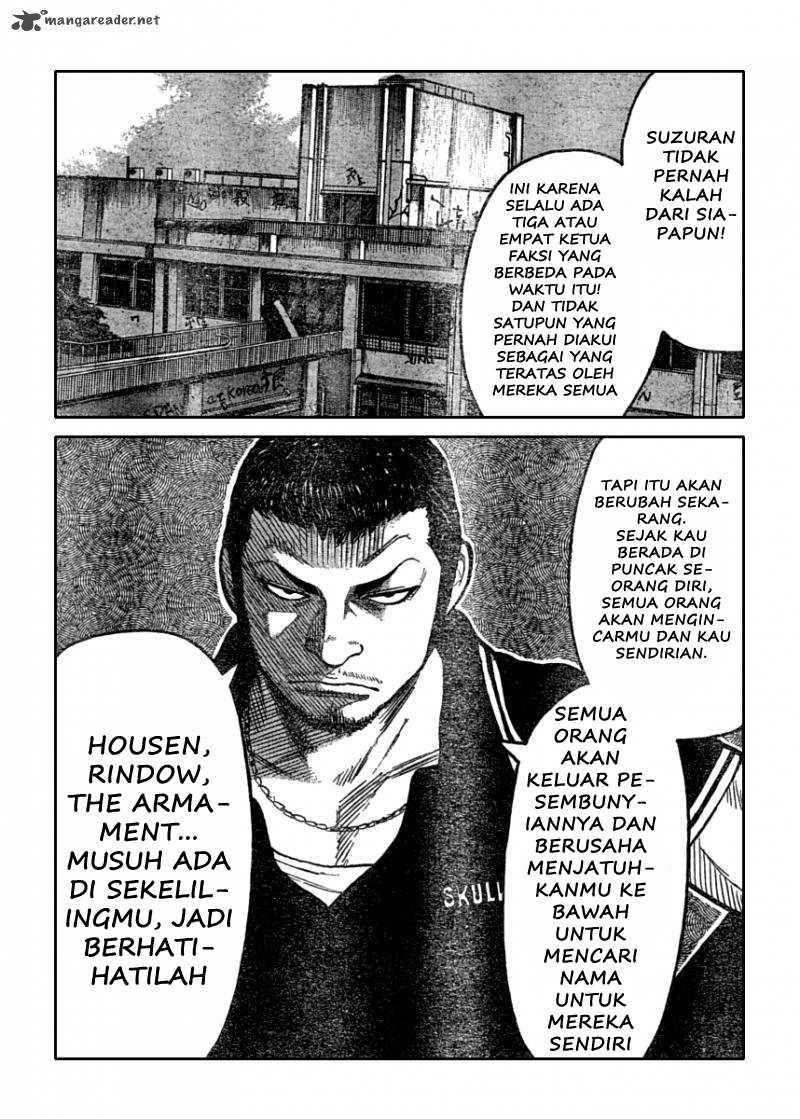 mangareader.net
SUZURAN
TIDAK
PERNAH
KALAH
DARI SIA-
PAPUN!
INI KARENA
SELALU ADA
TIGA ATAU
EMPAT KETUA
FAKSI YANG
BERBEDA PADA
WAKTU ITU!
DAN TIDAK
SATUPUN YANG
PERNAH DIAKUI
SEBAGAI YANG
TERATAS OLEH
MEREKA SEMUA
TAPI ITU AKAN
BERUBAH SEKA-
RANG.
SEJAK KAU
BERADA DI
PUNCAK SE-
ORANG DIRI,
SEMUA ORANG
AKAN MENGIN-
CARMU DAN KAU
SENDIRIAN.
SEMUA
ORANG
AKAN
KELUAR PE-
SEMBUNY-
IANNYA DAN
BERUSAHA
MENJATUH-
KANMU KE
BAWAH
UNTUK
MENCARI
NAMA
UNTUK
MEREKA
SENDIRI
HOUSEN,
RINDOW,
THE ARMA-
MENT...
MUSUH ADA
DI SEKELIL-
INGMU, JADI
BERHATI-
HATILAH
SKULL